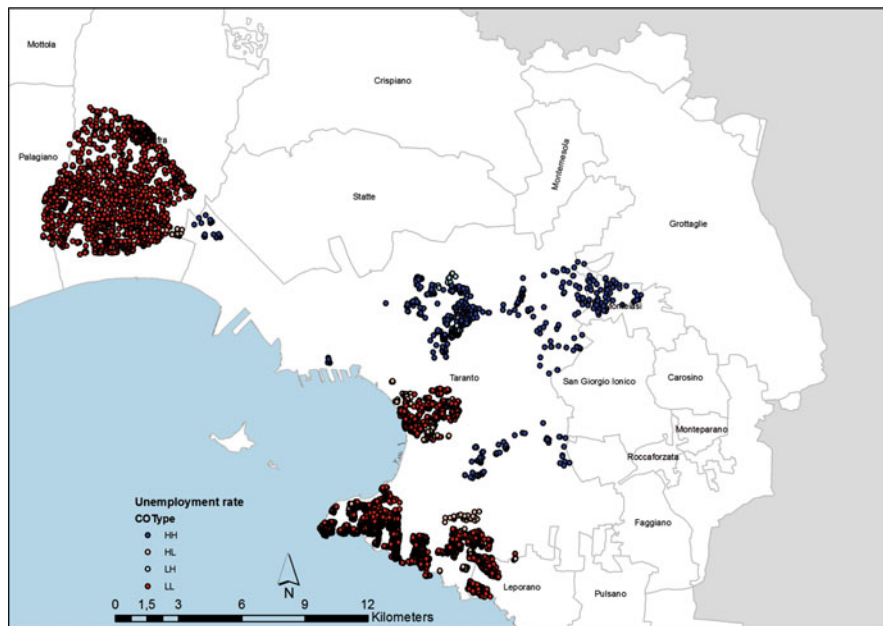 Mottola
Crispiano
Palagiano
Montemesola
Statte
Grottaglie
Taranto
San Giorgio Ionico
Carosino
Monteparano
Roccaforzata
Faggiano
Leporano
Pulsano
Unemployment rate
COType
HH
HL
LH
LL
N
0 1,5 3 6 9 12
Kilometers